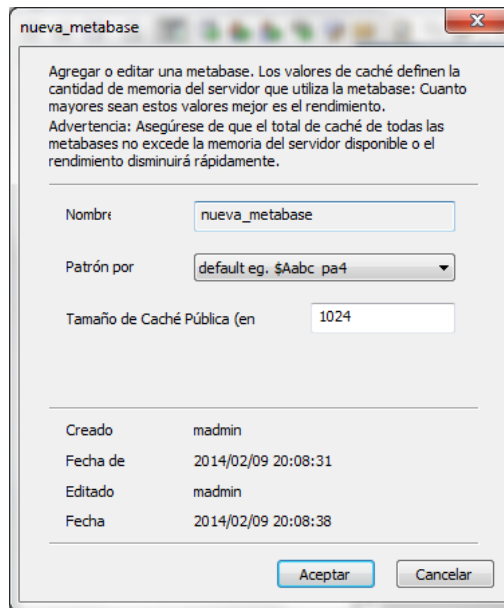 nueva_metabase
Agregar o editar una metabase. Los valores de caché definen la
cantidad de memoria del servidor que utiliza la metabase: Cuanto
mayores sean estos valores mejor es el rendimiento.
Advertencia: Asegúrese de que el total de caché de todas las
metabases no excede la memoria del servidor disponible o el
rendimiento disminuirá rápidamente.
Nombre nueva_metabase
Patrón por default eg. $Aabc pa4
Tamaño de Caché Pública (en 1024
Creado madmin
Fecha de 2014/02/09 20:08:31
Editado madmin
Fecha 2014/02/09 20:08:38
Aceptar Cancelar